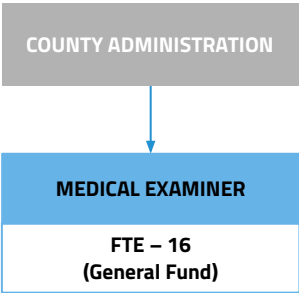 COUNTY ADMINISTRATION
MEDICAL EXAMINER
FTE – 16
(General Fund)